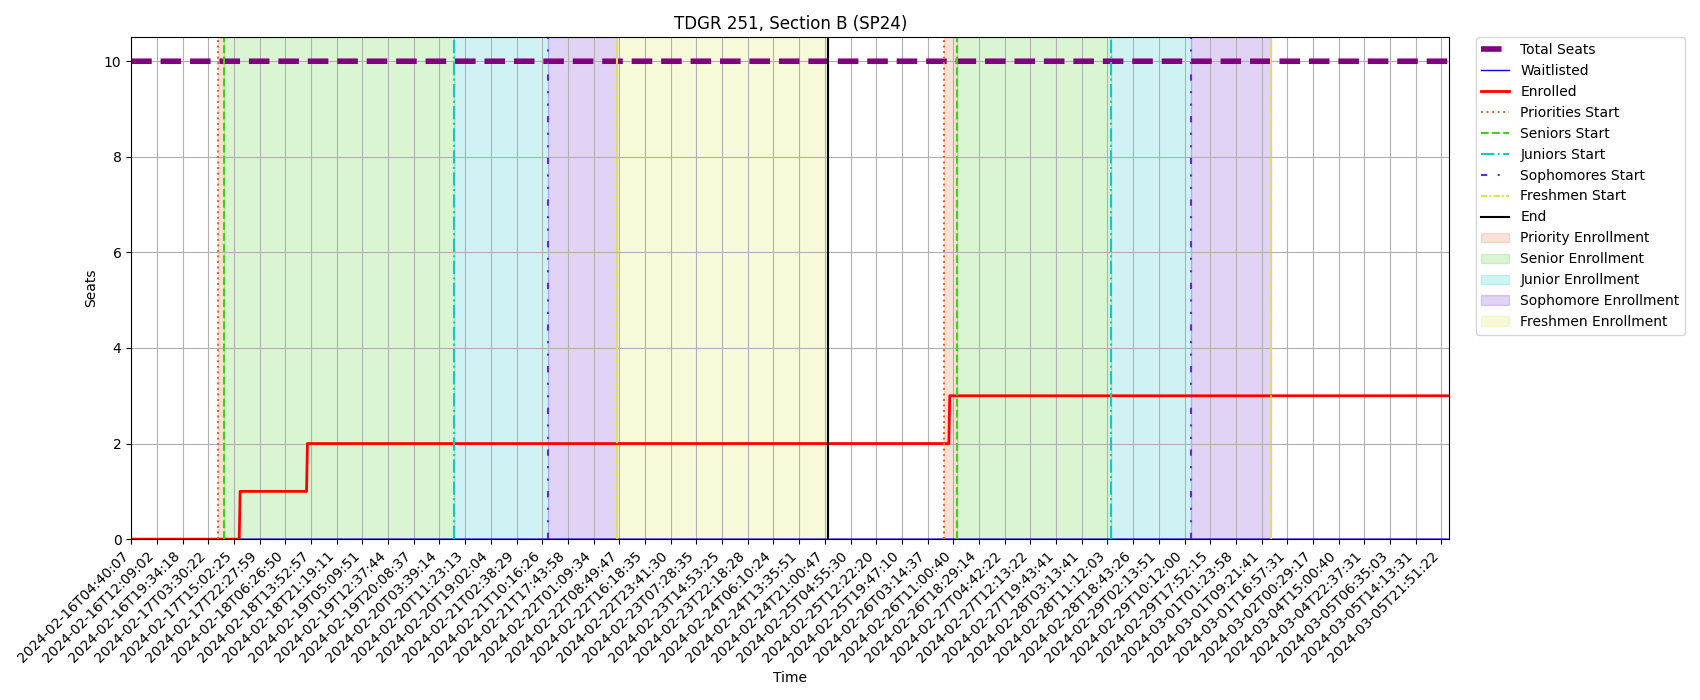 TDGR 251, Section B (SP24)
Seats
10
8
6
4
2
0
Total Seats
Waitlisted
Enrolled
Priorities Start
Seniors Start
Juniors Start
Sophomores Start
Freshmen Start
End
Priority Enrollment
Senior Enrollment
Junior Enrollment
Sophomore Enrollment
Freshmen Enrollment
2024-02-16T04:40:07
2024-02-16T12:09:02
2024-02-16T19:34:18
2024-02-17T03:30:22
2024-02-17T15:02:25
2024-02-17T22:27:59
2024-02-18T06:26:50
2024-02-18T13:52:57
2024-02-18T21:19:11
2024-02-19T05:09:51
2024-02-19T12:37:44
2024-02-19T20:08:37
2024-02-20T03:39:14
2024-02-20T11:23:13
2024-02-20T19:02:04
2024-02-21T02:38:29
2024-02-21T10:16:26
2024-02-21T17:43:58
2024-02-22T01:09:34
2024-02-22T08:49:47
2024-02-22T16:18:35
2024-02-22T23:41:30
2024-02-23T07:28:35
2024-02-23T14:53:25
2024-02-23T22:18:28
2024-02-24T06:10:24
2024-02-24T13:35:51
2024-02-24T21:00:47
2024-02-25T04:55:30
2024-02-25T12:22:20
2024-02-25T19:47:10
2024-02-26T03:14:37
2024-02-26T11:00:40
2024-02-26T18:29:14
2024-02-27T04:42:22
2024-02-27T12:13:22
2024-02-27T19:43:41
2024-02-28T03:13:41
2024-02-28T11:12:03
2024-02-28T18:43:26
2024-02-29T02:13:51
2024-02-29T10:12:00
2024-02-29T17:52:15
2024-03-01T01:23:58
2024-03-01T09:21:41
2024-03-01T16:57:31
2024-03-02T00:29:17
2024-03-04T15:00:40
2024-03-04T22:37:31
2024-03-05T06:35:03
2024-03-05T14:13:31
2024-03-05T21:51:22
Time